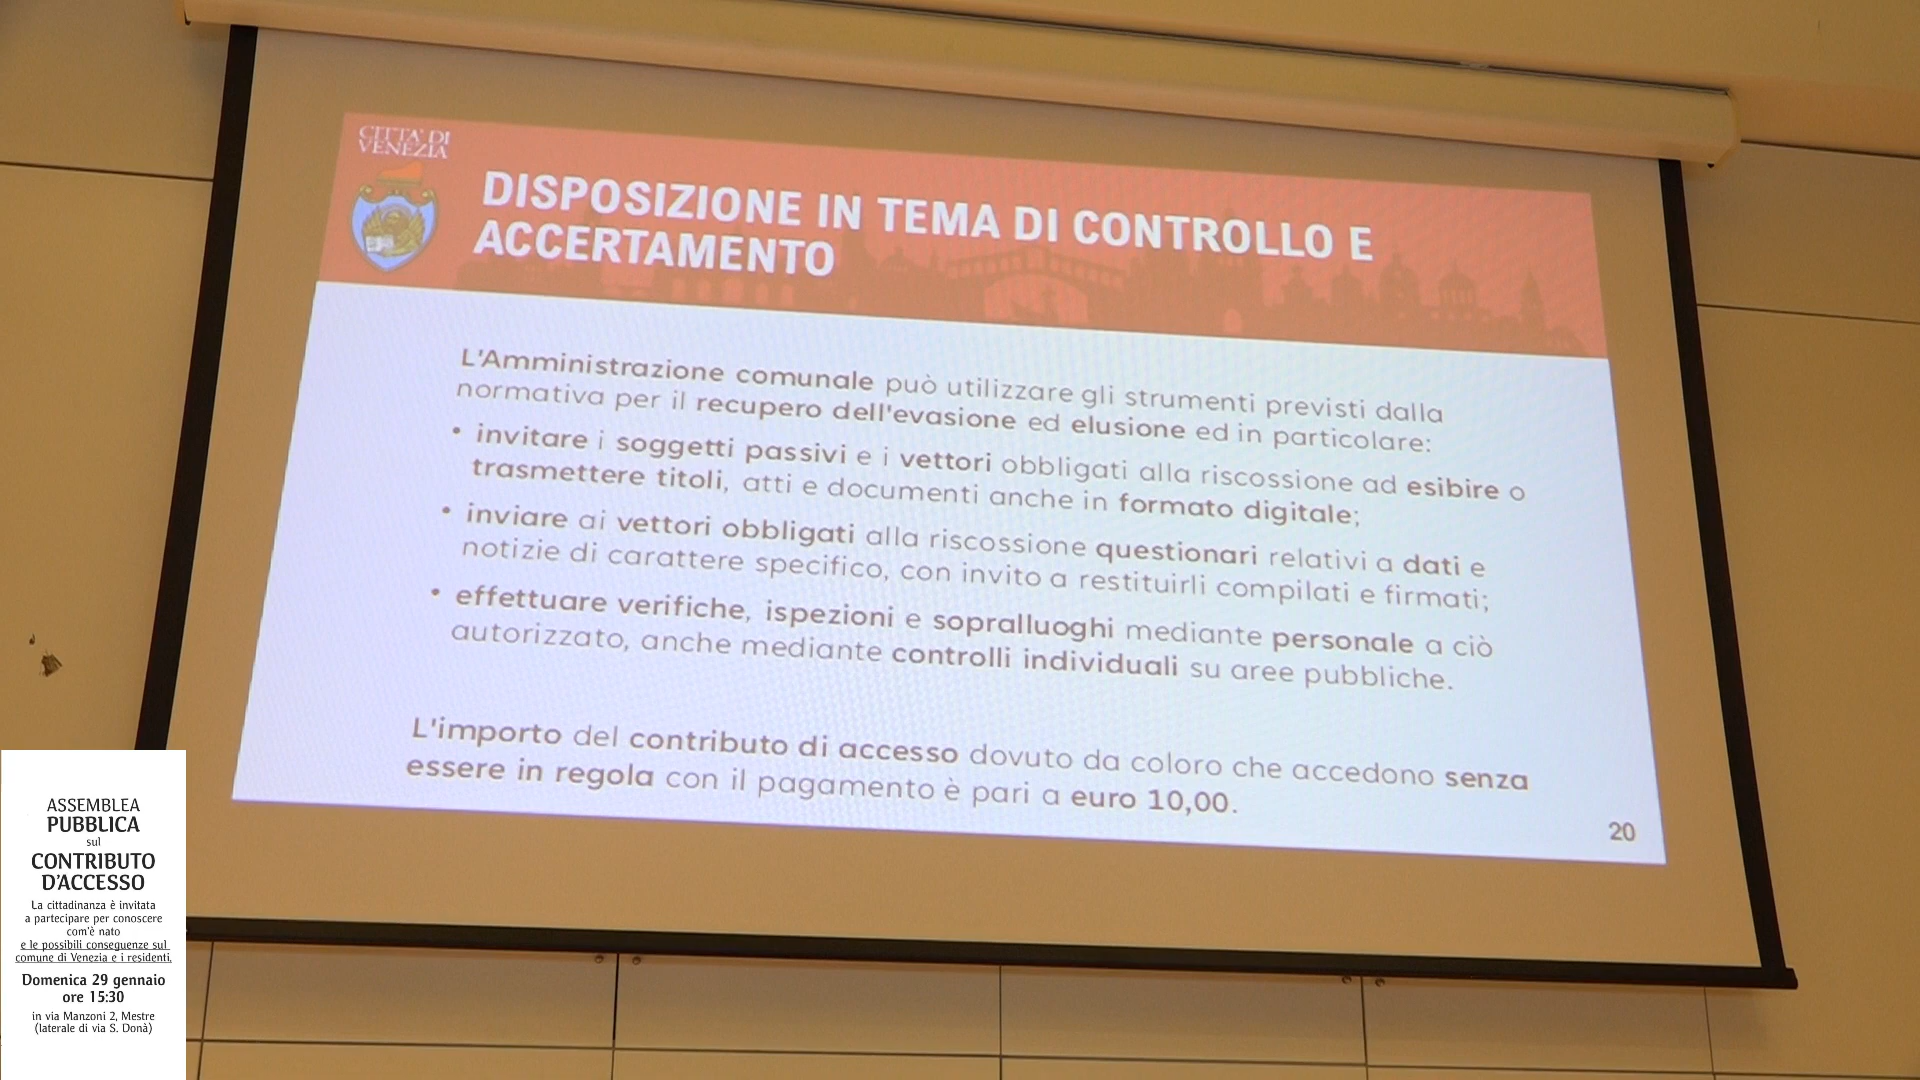 CITTA' DI
VENEZIA
DISPOSIZIONE IN TEMA DI CONTROLLO E
ACCERTAMENTO
L'Amministrazione comunale può utilizzare gli strumenti previsti dalla
normativa per il recupero dell'evasione ed elusione ed in particolare:
• invitare i soggetti passivi e i vettori obbligati alla riscossione ad esibire o
trasmettere titoli, atti e documenti anche in formato digitale;
• inviare ai vettori obbligati alla riscossione questionari relativi a dati e
notizie di carattere specifico, con invito a restituirli compilati e firmati;
• effettuare verifiche, ispezioni e sopralluoghi mediante personale a ciò
autorizzato, anche mediante controlli individuali su aree pubbliche.
L'importo del contributo di accesso dovuto da coloro che accedono senza
essere in regola con il pagamento è pari a euro 10,00.
20
ASSEMBLEA
PUBBLICA
sul
CONTRIBUTO
D'ACCESSO
La cittadinanza è invitata
a partecipare per conoscere
com'è nato
e le possibili conseguenze sul
comune di Venezia e i residenti.
Domenica 29 gennaio
ore 15:30
in via Manzoni 2, Mestre
(laterale di via S. Donà)